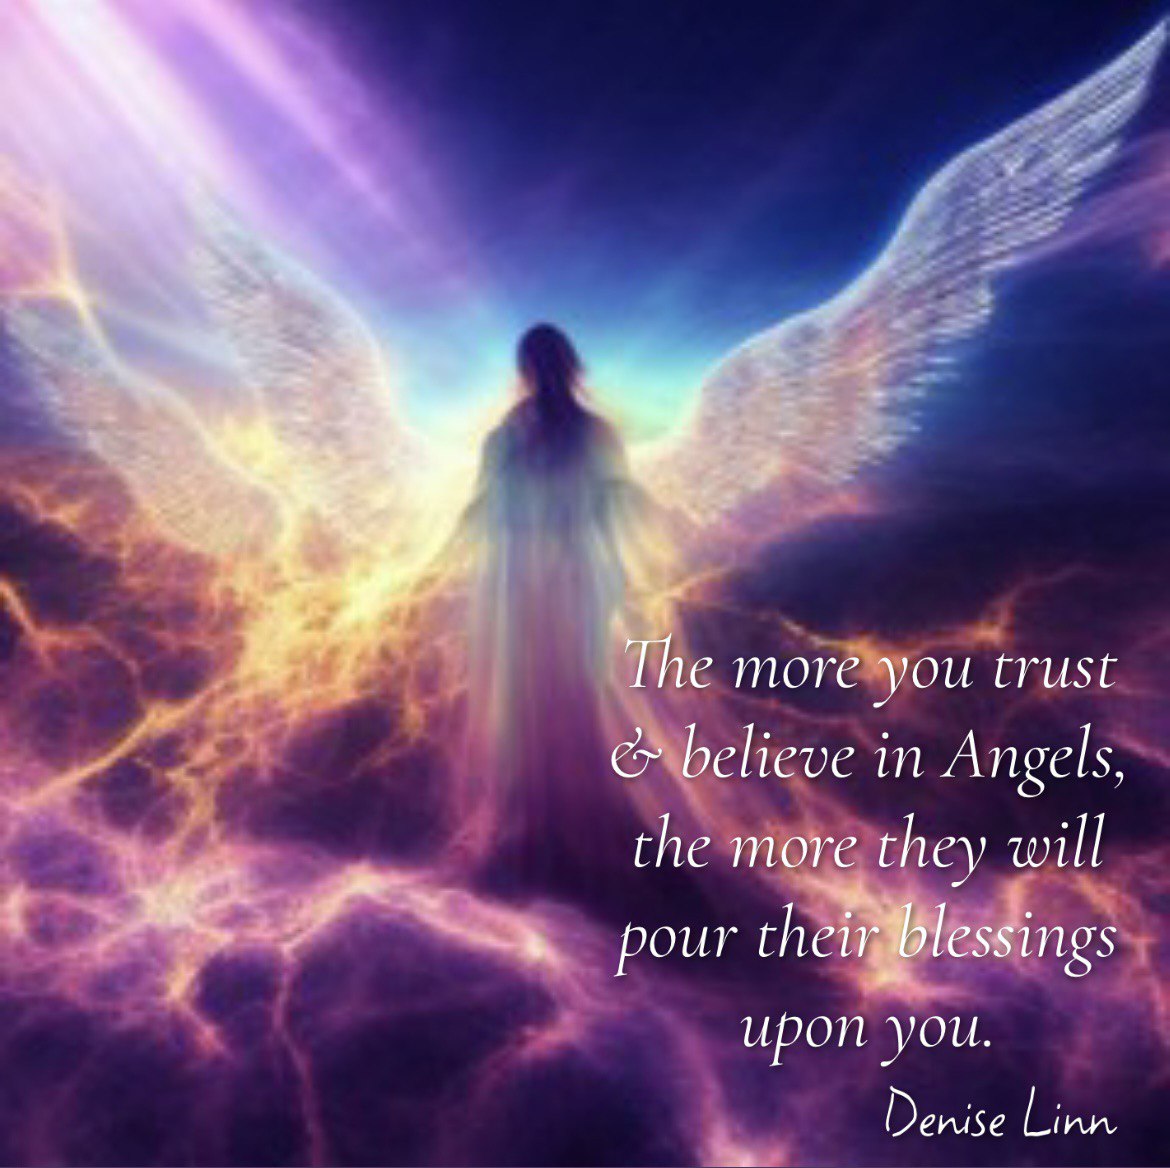 The more you trust
& believe in Angels,
the more they will
pour their blessings
upon you.
Denise Linn